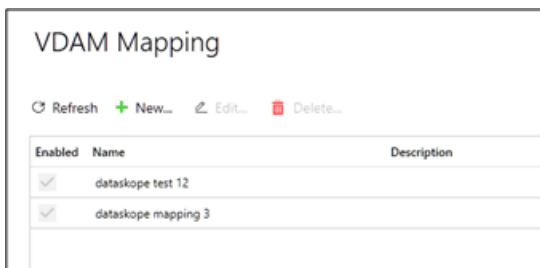 VDAM Mapping
Refresh New... Edit... Delete...
Enabled Name Description
dataskope test 12
dataskope mapping 3